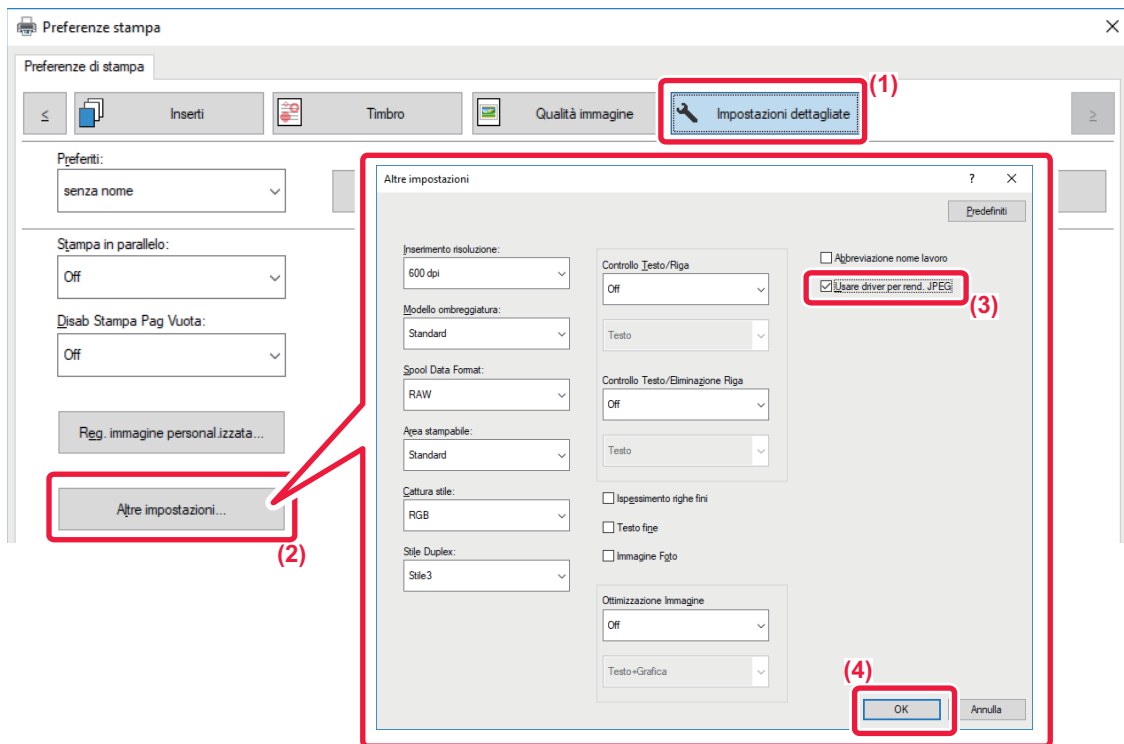 Preferenze stampa
Preferenze di stampa
(1)
≤
Inserti
Timbro
Qualità immagine
Impostazioni dettagliate
≥
Preferiti:
senza nome
Stampa in parallelo:
Off
Disab Stampa Pag Vuota:
Off
Reg. immagine personal.izzata...
Altre impostazioni...
(2)
Altre impostazioni
?
Predefiniti
Inserimento risoluzione:
600 dpi
Modello ombreggiatura:
Standard
Spool Data Format:
RAW
Area stampabile:
Standard
Cattura stile:
RGB
Stile Duplex:
Stile3
Controllo Testo/Riga
Off
Testo
Controllo Testo/Eliminazione Riga
Off
Testo
Ispessimento righe fini
Testo fine
Immagine Foto
Ottimizzazione Immagine
Off
Testo+Grafica
Abbreviazione nome lavoro
Usare driver per rend. JPEG
(3)
(4)
OK
Annulla